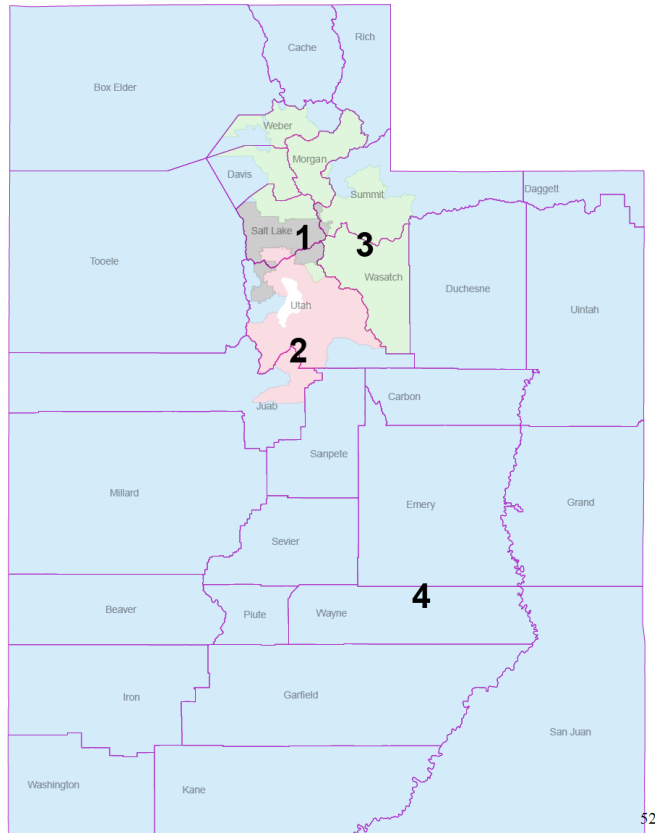 Rich
Cache
Box Elder
Weber
Morgan
Davis
Summit
Daggett
Salt Lake
1
3
Tooele
Wasatch
Duchesne
Utah
Uintah
2
Carbon
Juab
Sanpete
Millard
Emery
Grand
Sevier
4
Beaver
Piute
Wayne
Iron
Garfield
San Juan
Washington
Kane
52